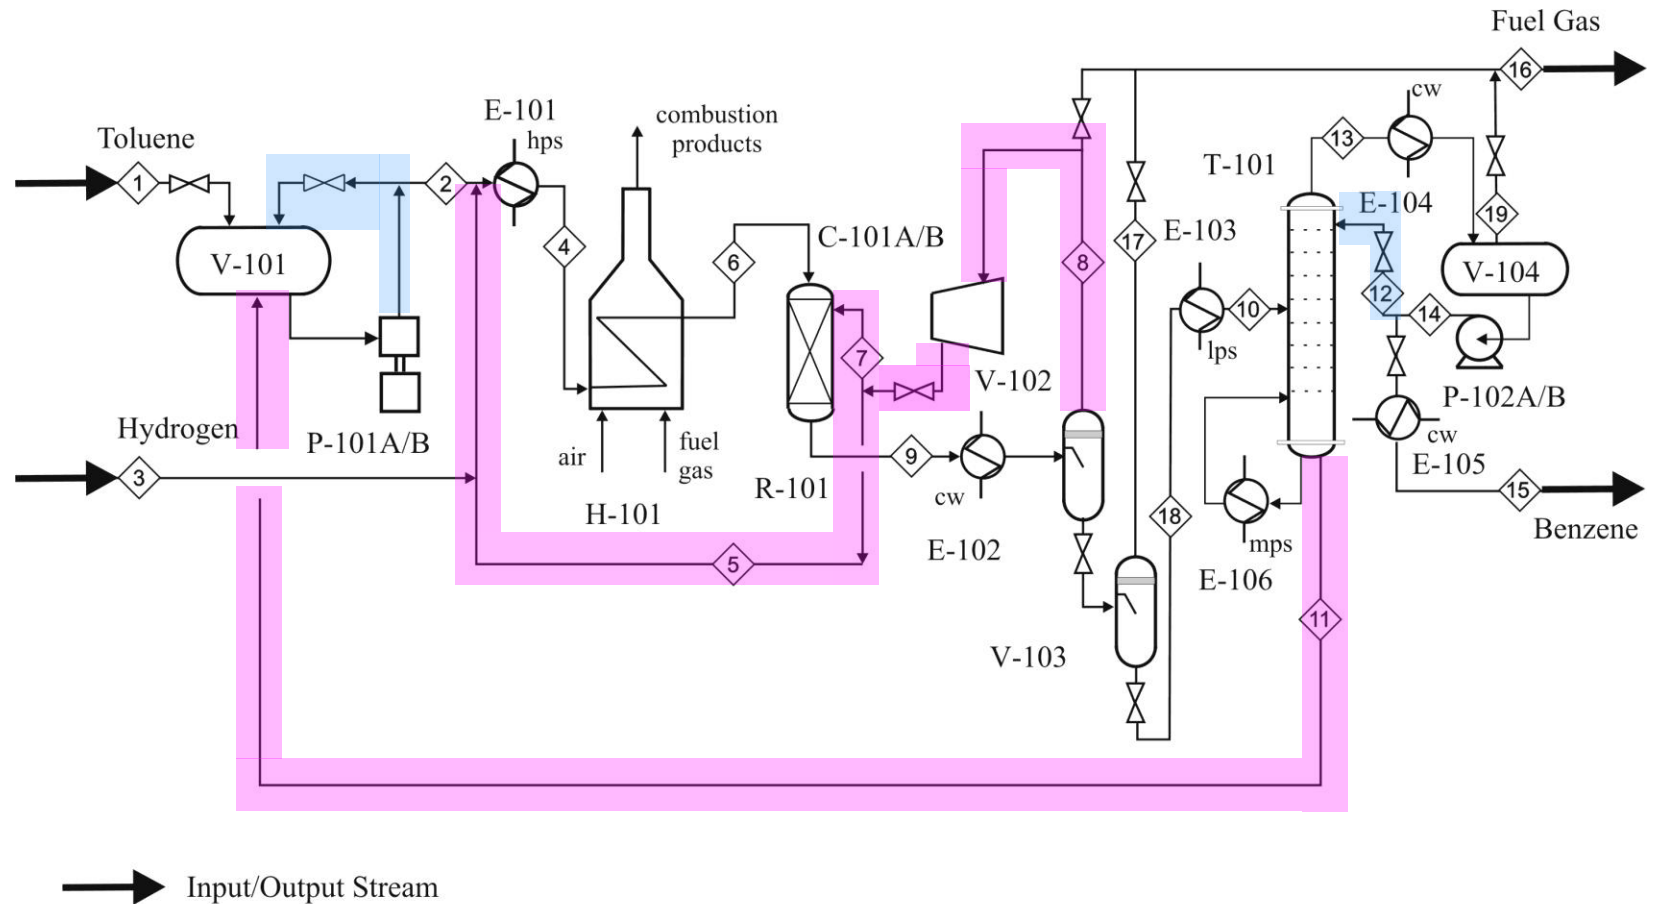 Fuel Gas
16
E-101
hps
combustion
products
cw
13
Toluene
1
2
T-101
E-104
19
V-101
4
6
C-101A/B
8
17
E-103
12
V-104
10
14
lps
7
V-102
P-102A/B
Hydrogen
P-101A/B
air
fuel
gas
9
cw
E-105
3
R-101
cw
15
H-101
18
Benzene
E-102
mps
5
E-106
11
V-103
Input/Output Stream